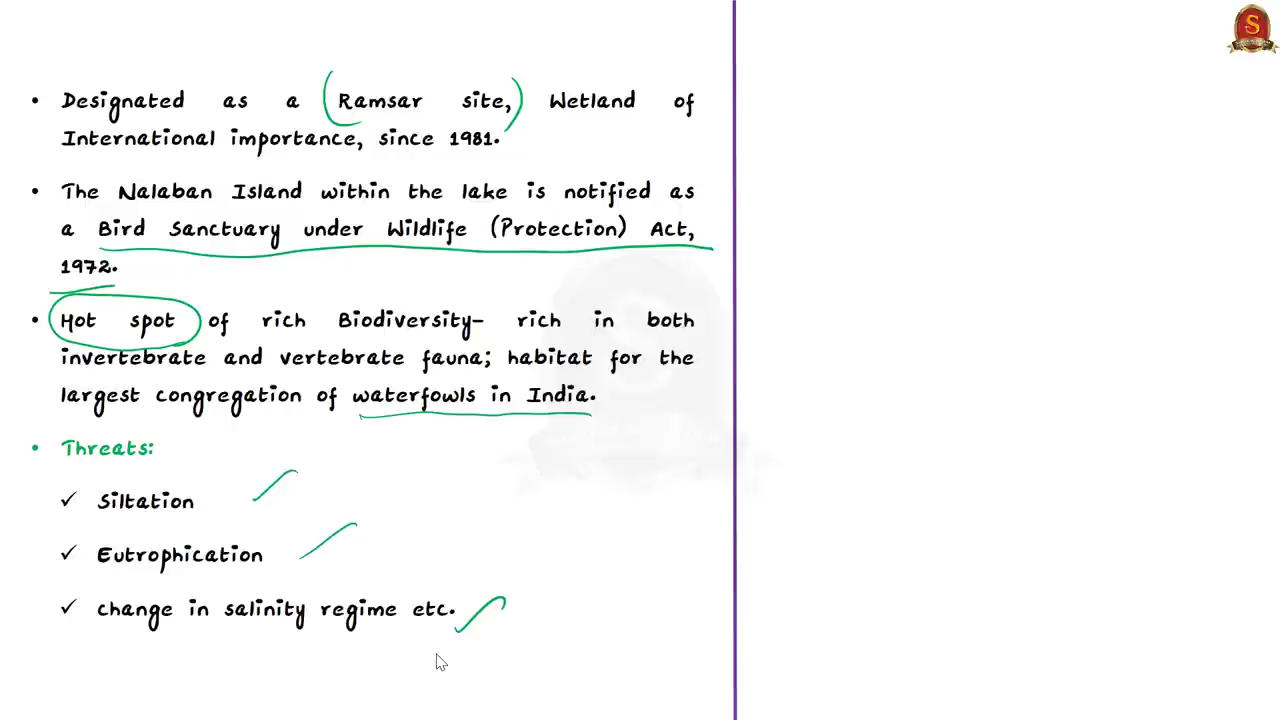 • Designated as a Ramsar site, Wetland of
International importance, since 1981.
• The Nalaban Island within the lake is notified as
a Bird Sanctuary under Wildlife (Protection) Act,
1972.
• Hot spot of rich Biodiversity- rich in both
invertebrate and vertebrate fauna; habitat for the
largest congregation of waterfowls in India.
• Threats:
✓ Siltation
✓ Eutrophication
✓ change in salinity regime etc.
S